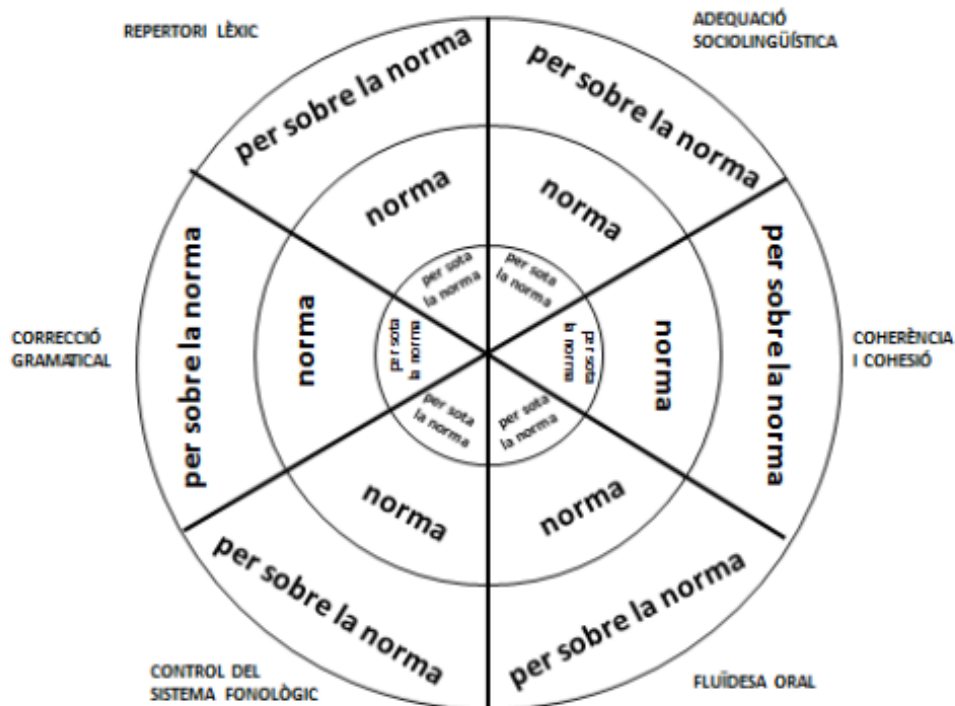 REPERTORI LÈXIC
ADEQUACIÓ
SOCIOLINGÜÍSTICA
per sobre la norma
per sobre la norma
norma
norma
per sota
la norma
per sota
la norma
CORRECCIÓ
GRAMATICAL
per sobre la norma
norma
per sota
la norma
per sota
la norma
norma
per sobre la norma
COHERÈNCIA
I COHESIÓ
per sota
la norma
per sota
la norma
norma
norma
per sobre la norma
per sobre la norma
CONTROL DEL
SISTEMA FONOLÒGIC
FLUÏDESA ORAL